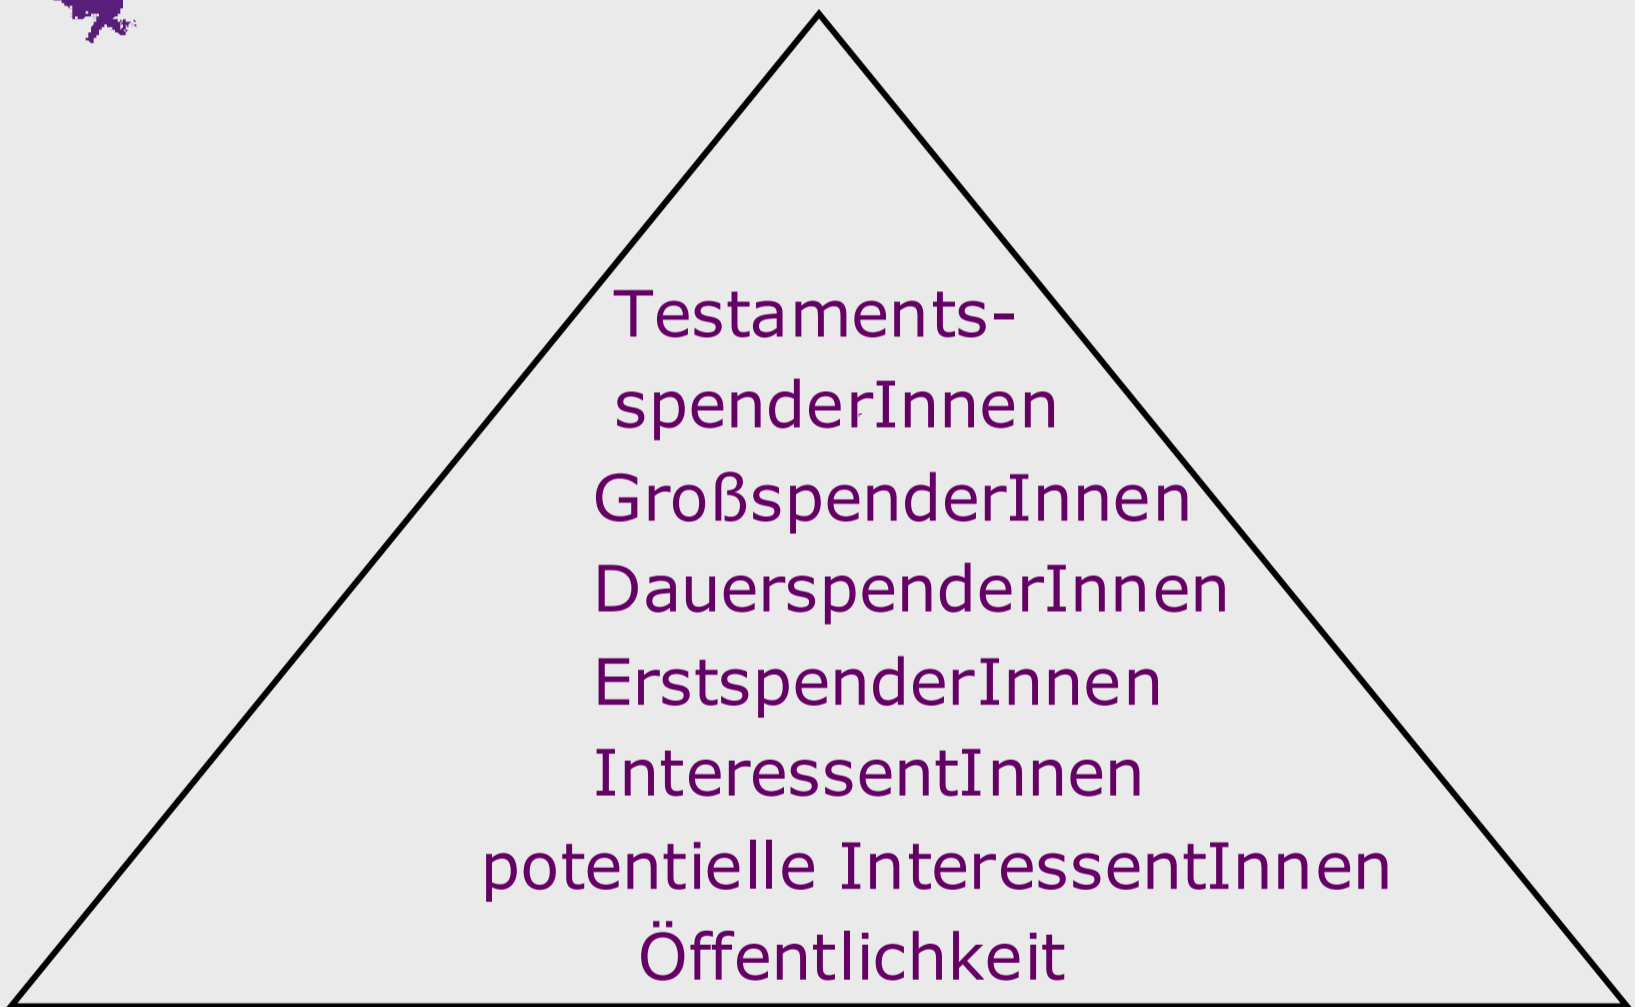 Testaments-
spenderInnen
GroßspenderInnen
DauerspenderInnen
ErstspenderInnen
InteressentInnen
potentielle InteressentInnen
Öffentlichkeit